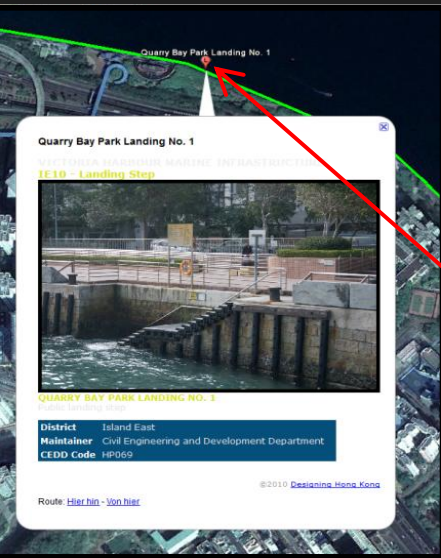 Quarry Bay Park Landing No. 1
Quarry Bay Park Landing No. 1
VICTORIA HARBOUR MARINE INFRASTRUCTURE
IE10 - Landing Step
QUARRY BAY PARK LANDING NO. 1
Public landing step
District Island East
Maintainer Civil Engineering and Development Department
CEDD Code HP069
©2010 Designing Hong Kong
Route: Hier hin - Von hier